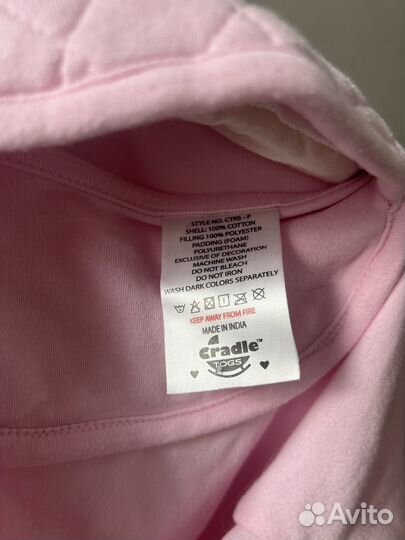 STYLE NO. CTRS - P
SHELL: 100% COTTON
FILLING 100% POLYESTER
PADDING (FOAM)
POLYURETHANE
EXCLUSIVE OF DECORATION
MACHINE WASH
DO NOT BLEACH
DO NOT IRON
WASH DARK COLORS SEPARATELY
KEEP AWAY FROM FIRE
MADE IN INDIA
Cradle™
TOGS
Avito